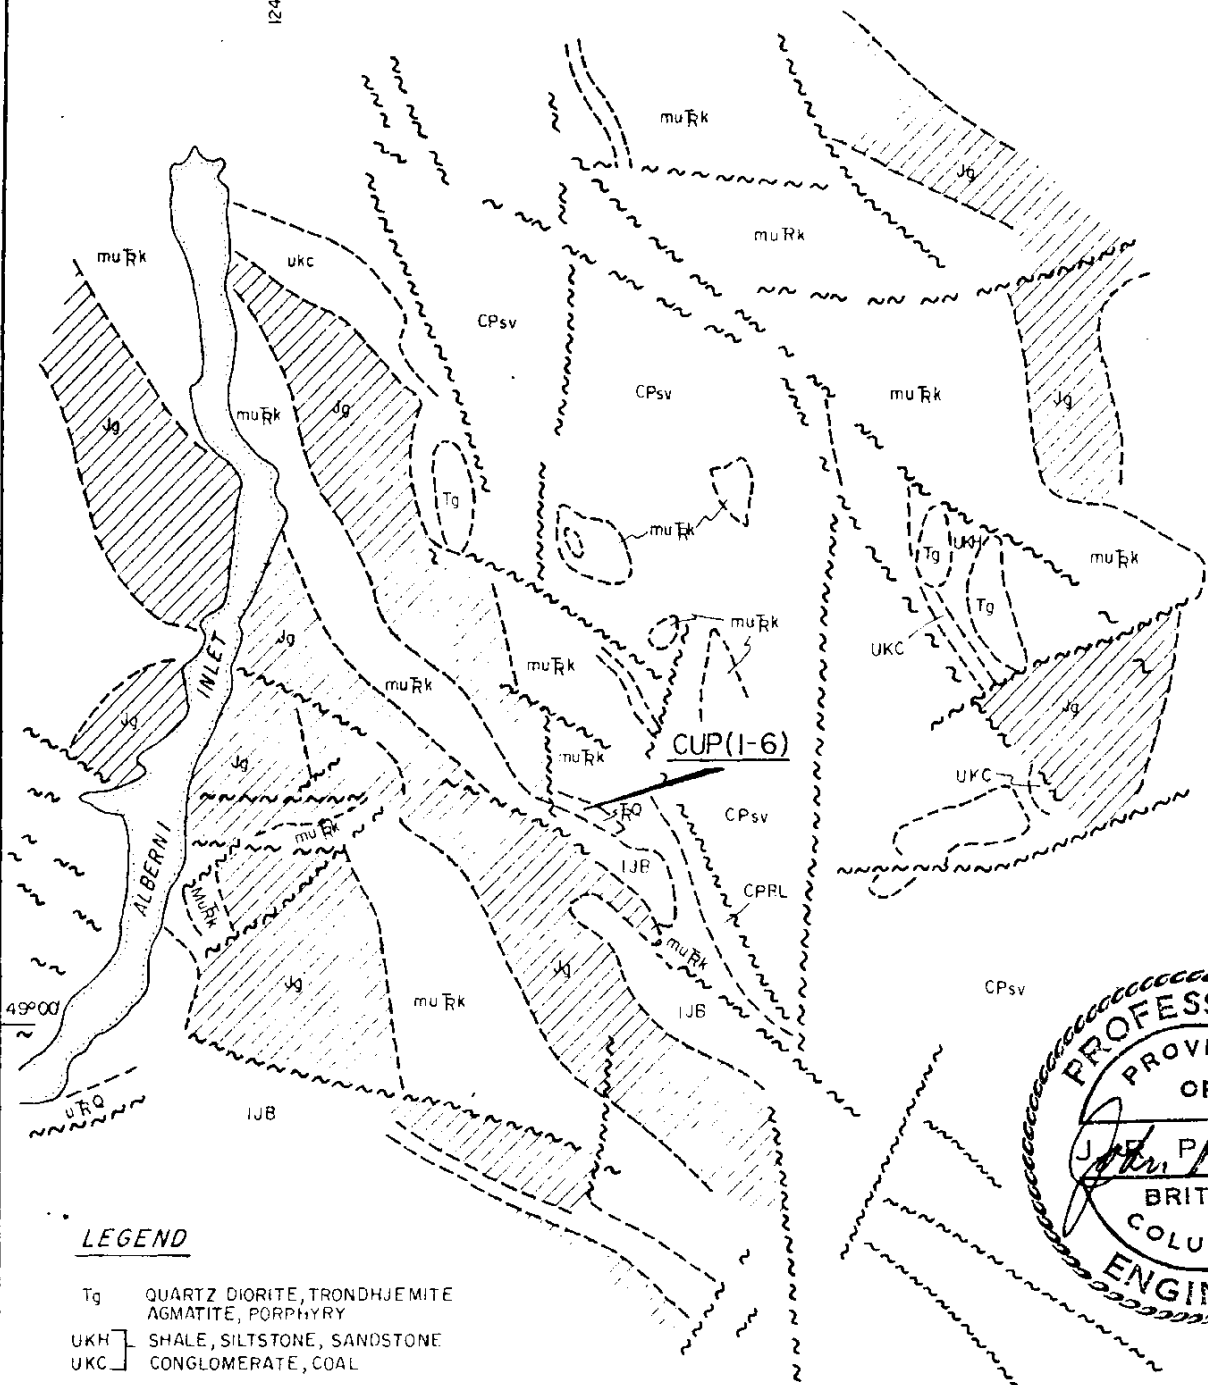 124
muTRk
Jg
muRk
muTRk
ukc
CPsv
CPsv
muTRk
Jg
Jg
muTRk
Jg
Tg
muTRk
Tg
UKH
muTRk
Tg
muTRk
UKC
Jg
INLET
muTRk
muTRk
Jg
Jg
Jg
CUP(1-6)
muTRk
UKC
TRQ
CPsv
muTRk
IJB
CPPL
ALBERNI
MuTRk
muTRk
Jg
Jg
muTRk
CPsv
49°00'
IJB
uTRQ
IJB
PROFESS
PROVI
OF
J. R. P
BRIT
COLU
ENGIN
LEGEND
Tg QUARTZ DIORITE, TRONDHJEMITE
AGMATITE, PORPHYRY
UKH SHALE, SILTSTONE, SANDSTONE
UKC CONGLOMERATE, COAL